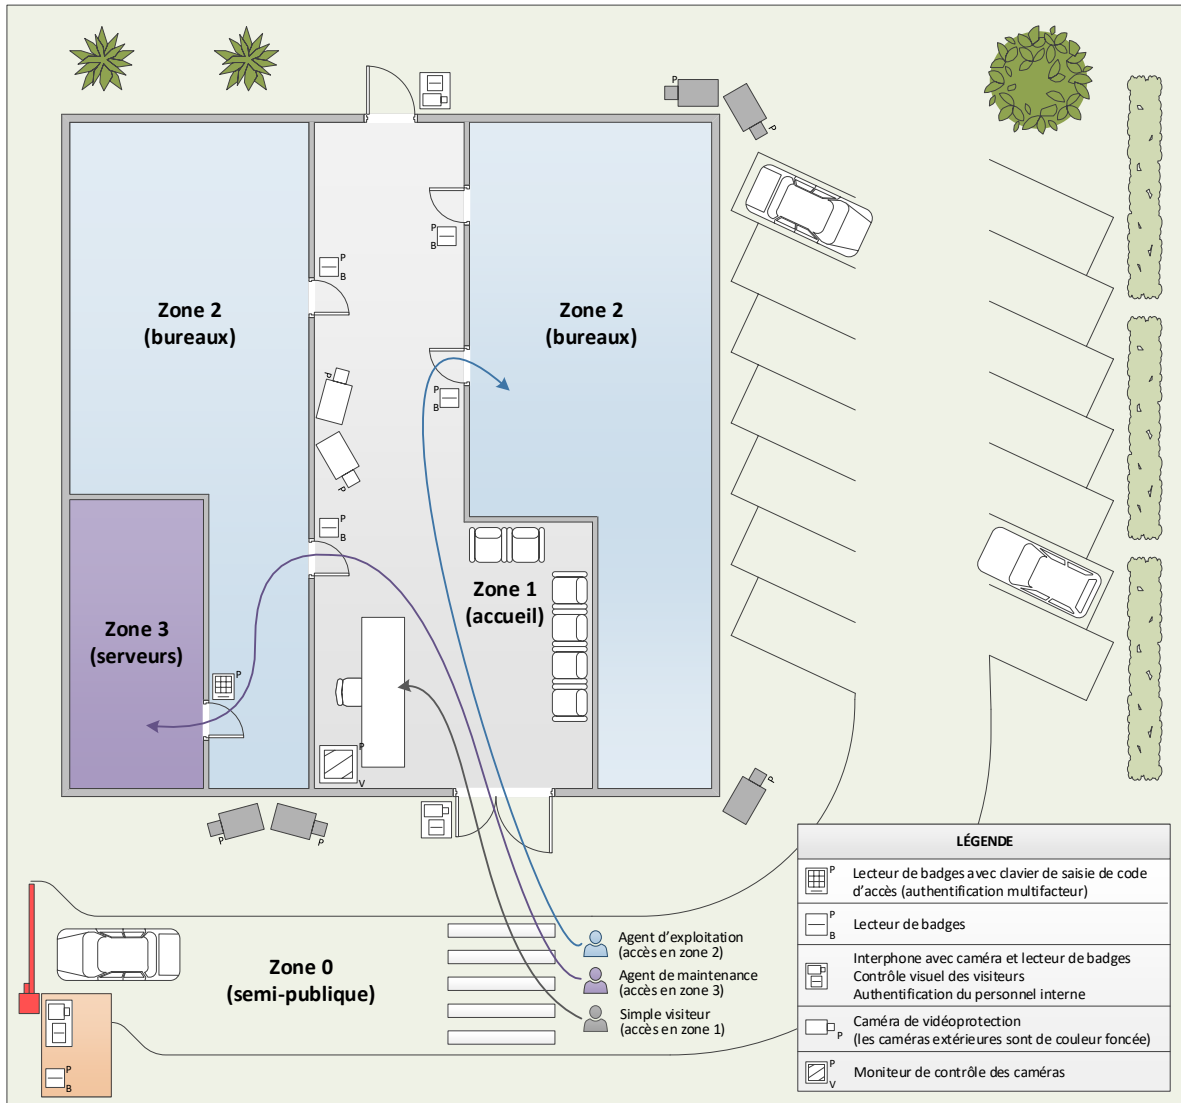 P
P
P
B
P
B
Zone 2
(bureaux)
Zone 2
(bureaux)
P
P
B
P
P
B
Zone 1
(accueil)
Zone 3
(serveurs)
P
P
V
P
P
P
Zone 0
(semi-publique)
Agent d’exploitation
(accès en zone 2)
Agent de maintenance
(accès en zone 3)
Simple visiteur
(accès en zone 1)
P
B
LÉGENDE
P
Lecteur de badges avec clavier de saisie de code
d’accès (authentification multifacteur)
P
B
Lecteur de badges
Interphone avec caméra et lecteur de badges
Contrôle visuel des visiteurs
Authentification du personnel interne
P
Caméra de vidéoprotection
(les caméras extérieures sont de couleur foncée)
P
V
Moniteur de contrôle des caméras